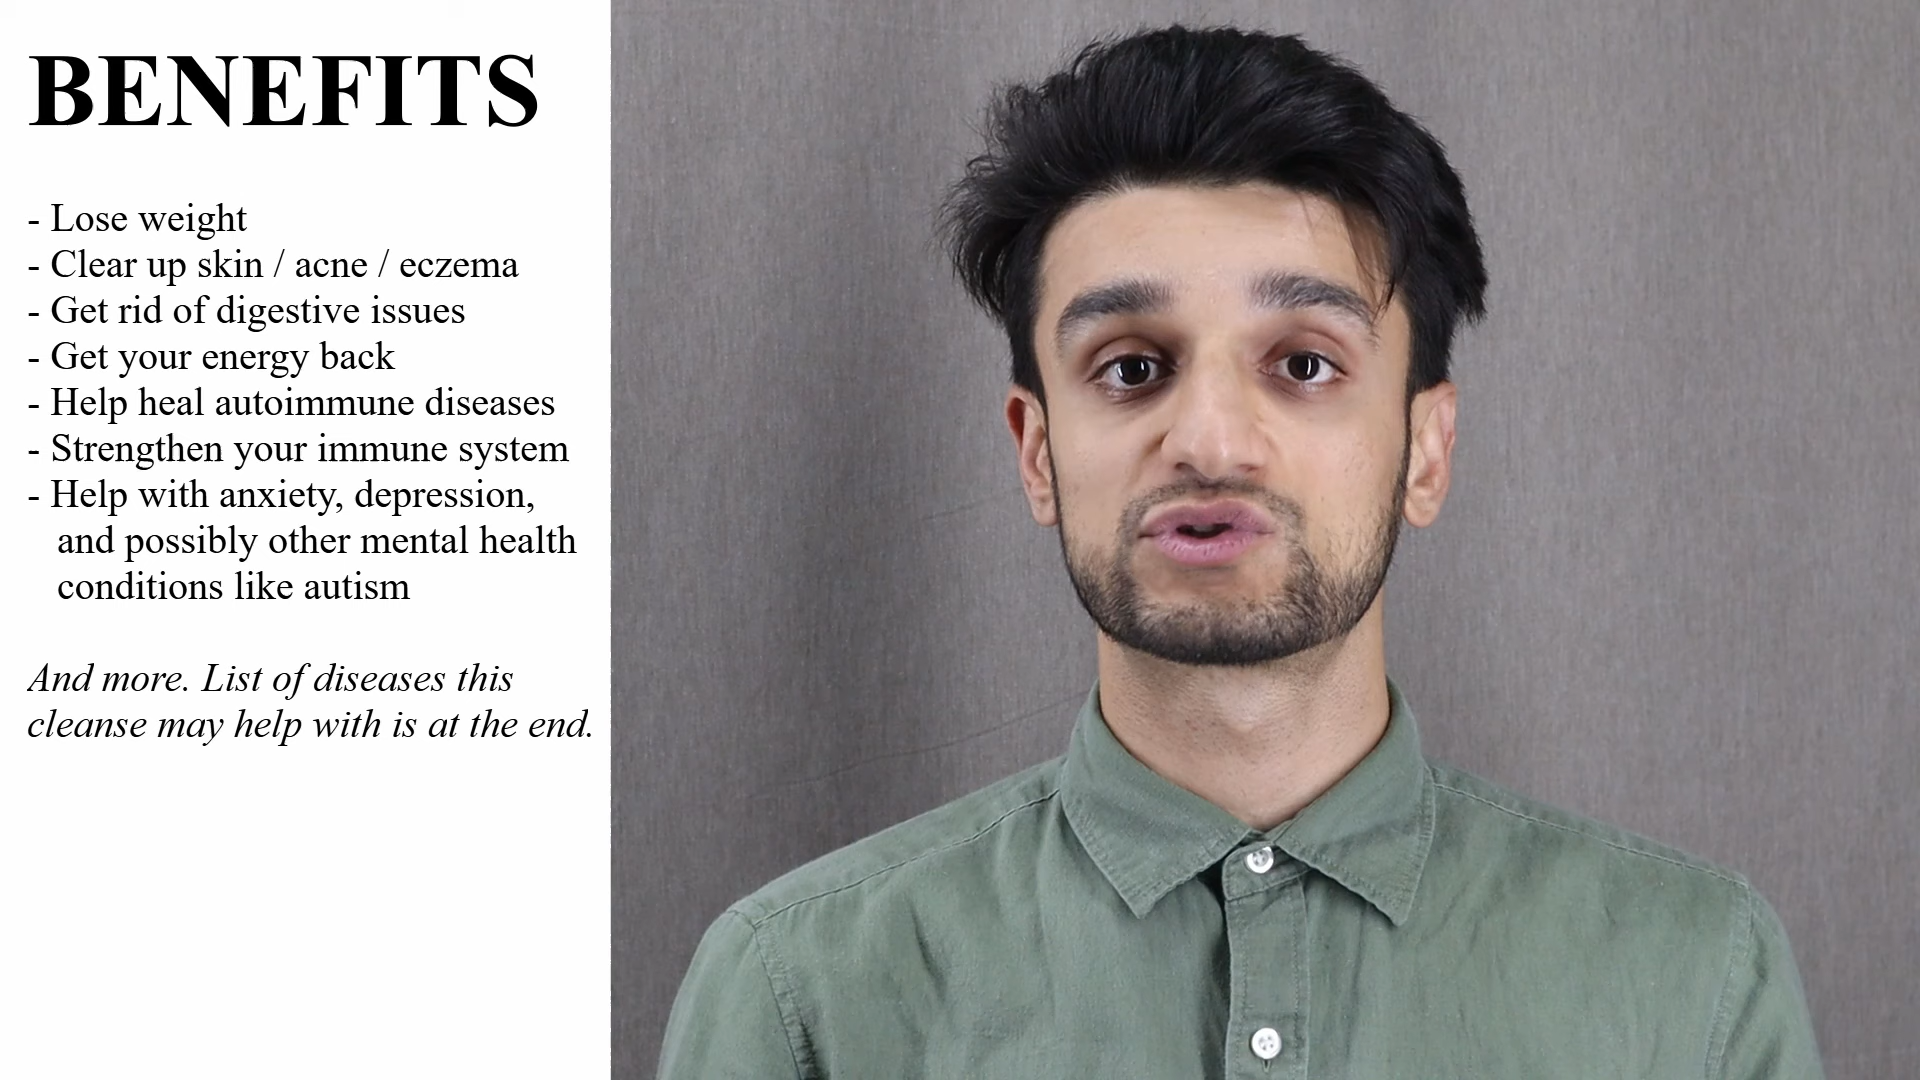 BENEFITS
- Lose weight
- Clear up skin / acne / eczema
- Get rid of digestive issues
- Get your energy back
- Help heal autoimmune diseases
- Strengthen your immune system
- Help with anxiety, depression,
and possibly other mental health
conditions like autism
And more. List of diseases this
cleanse may help with is at the end.